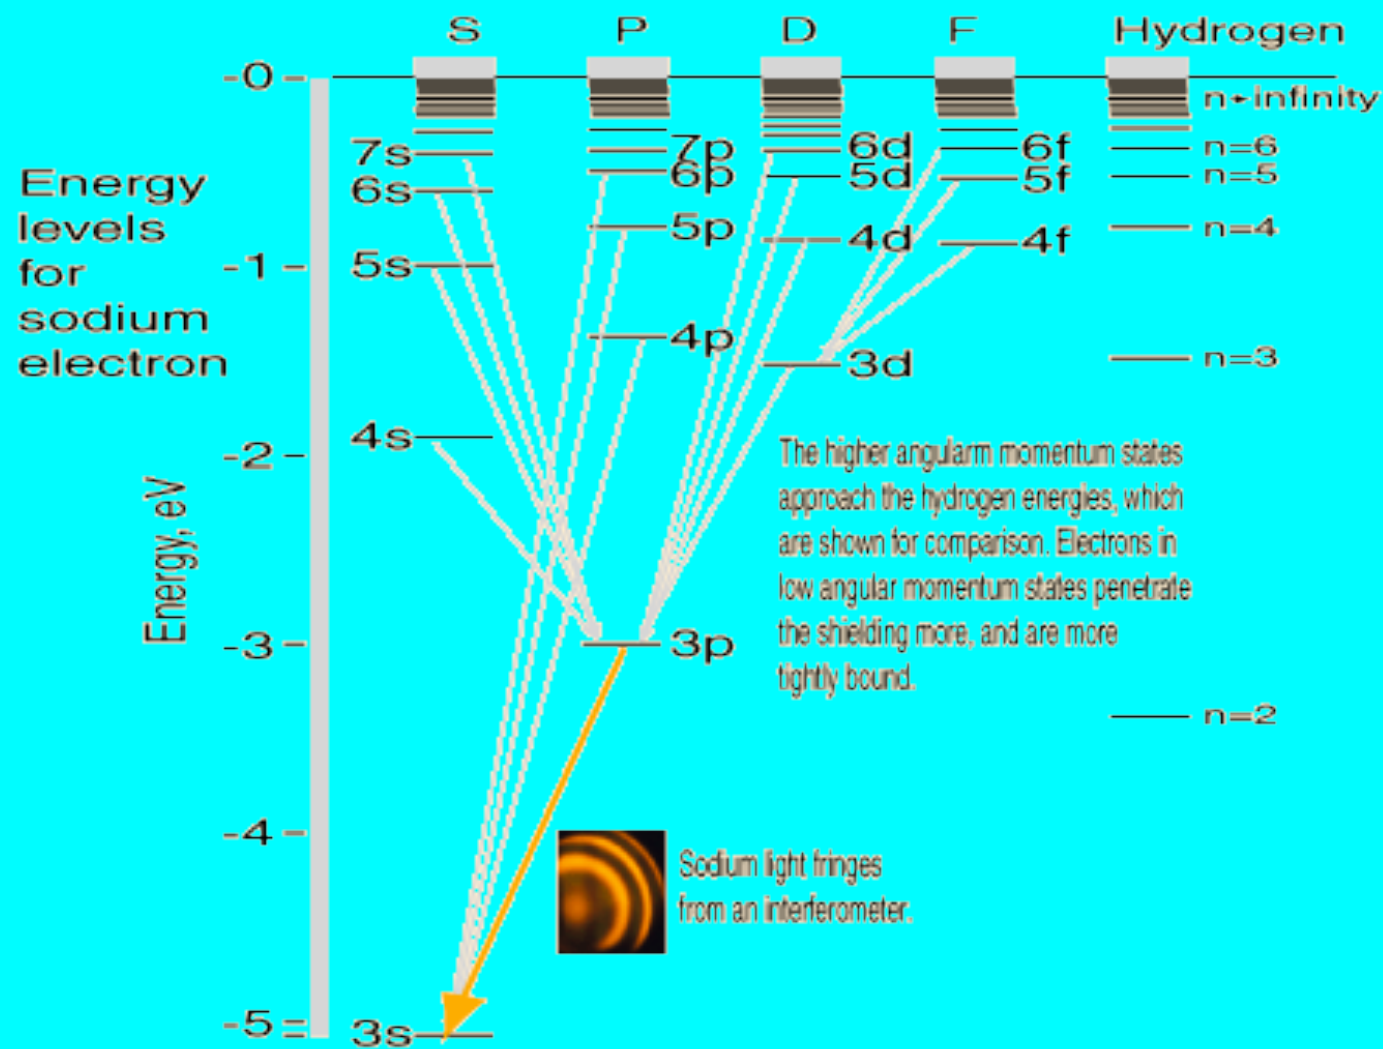 S P D F Hydrogen
-0
n←infinity
7s 7p 6d 6f n=6
6s 6p 5d 5f n=5
5p 4d 4f n=4
Energy
levels
for
sodium
electron
-1 5s
4p 3d n=3
4s
-2
Energy, eV
The higher angularm momentum states
approach the hydrogen energies, which
are shown for comparison. Electrons in
low angular momentum states penetrate
the shielding more, and are more
tightly bound.
-3 3p
n=2
-4
Sodium light fringes
from an interferometer.
-5 3s